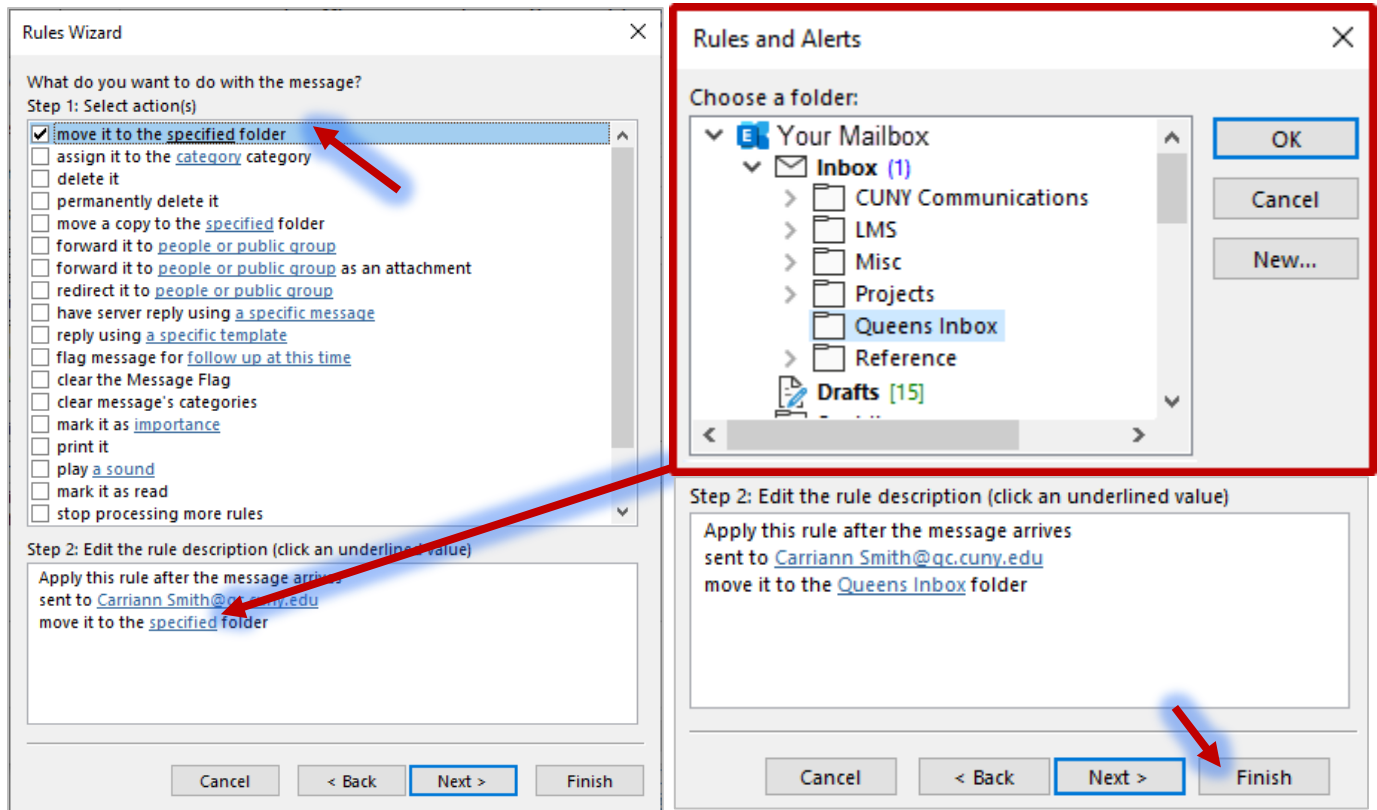 Rules Wizard
What do you want to do with the message?
Step 1: Select action(s)
move it to the specified folder
assign it to the category category
delete it
permanently delete it
move a copy to the specified folder
forward it to people or public group
forward it to people or public group as an attachment
redirect it to people or public group
have server reply using a specific message
reply using a specific template
flag message for follow up at this time
clear the Message Flag
clear message's categories
mark it as importance
print it
play a sound
mark it as read
stop processing more rules
Step 2: Edit the rule description (click an underlined value)
Apply this rule after the message arrives
sent to Carriann Smith@qc.cuny.edu
move it to the specified folder
Cancel
< Back
Next >
Finish
Rules and Alerts
Choose a folder:
Your Mailbox
Inbox (1)
CUNY Communications
LMS
Misc
Projects
Queens Inbox
Reference
Drafts [15]
OK
Cancel
New...
Step 2: Edit the rule description (click an underlined value)
Apply this rule after the message arrives
sent to Carriann Smith@qc.cuny.edu
move it to the Queens Inbox folder
Cancel
< Back
Next >
Finish